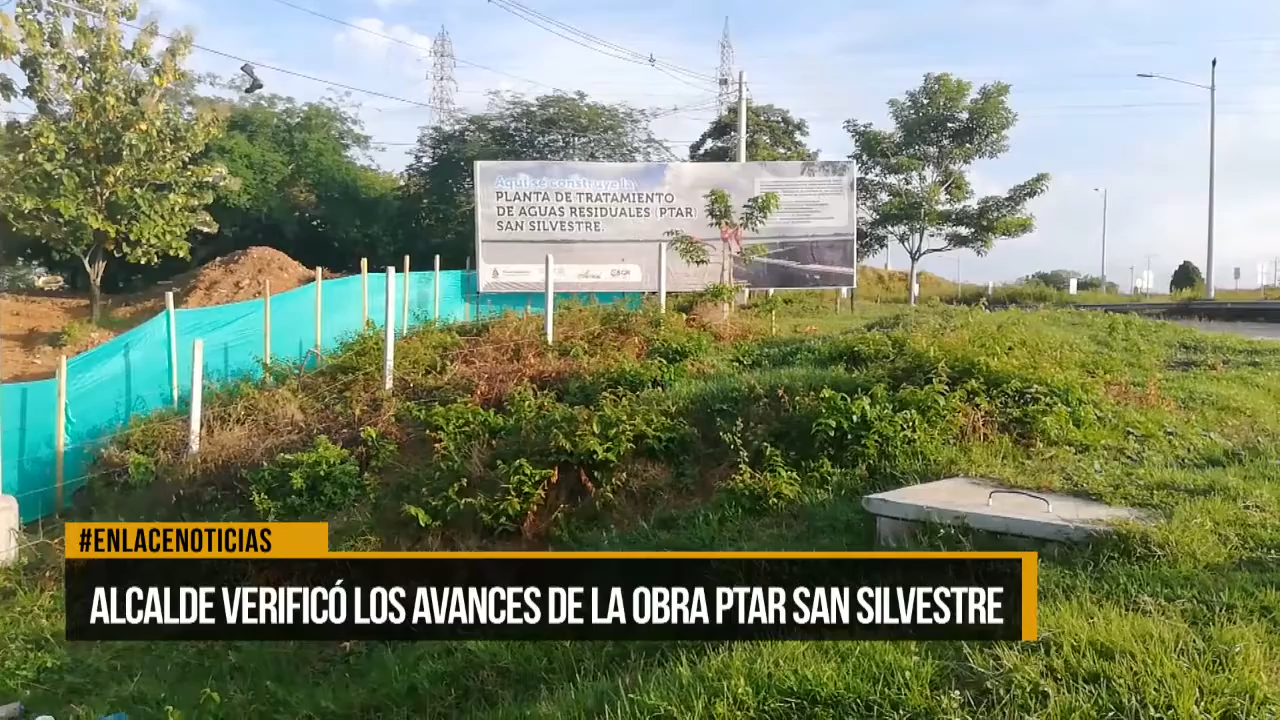 Aquí se construye la
PLANTA DE TRATAMIENTO
DE AGUAS RESIDUALES (PTAR)
SAN SILVESTRE.
#ENLACENOTICIAS
ALCALDE VERIFICÓ LOS AVANCES DE LA OBRA PTAR SAN SILVESTRE